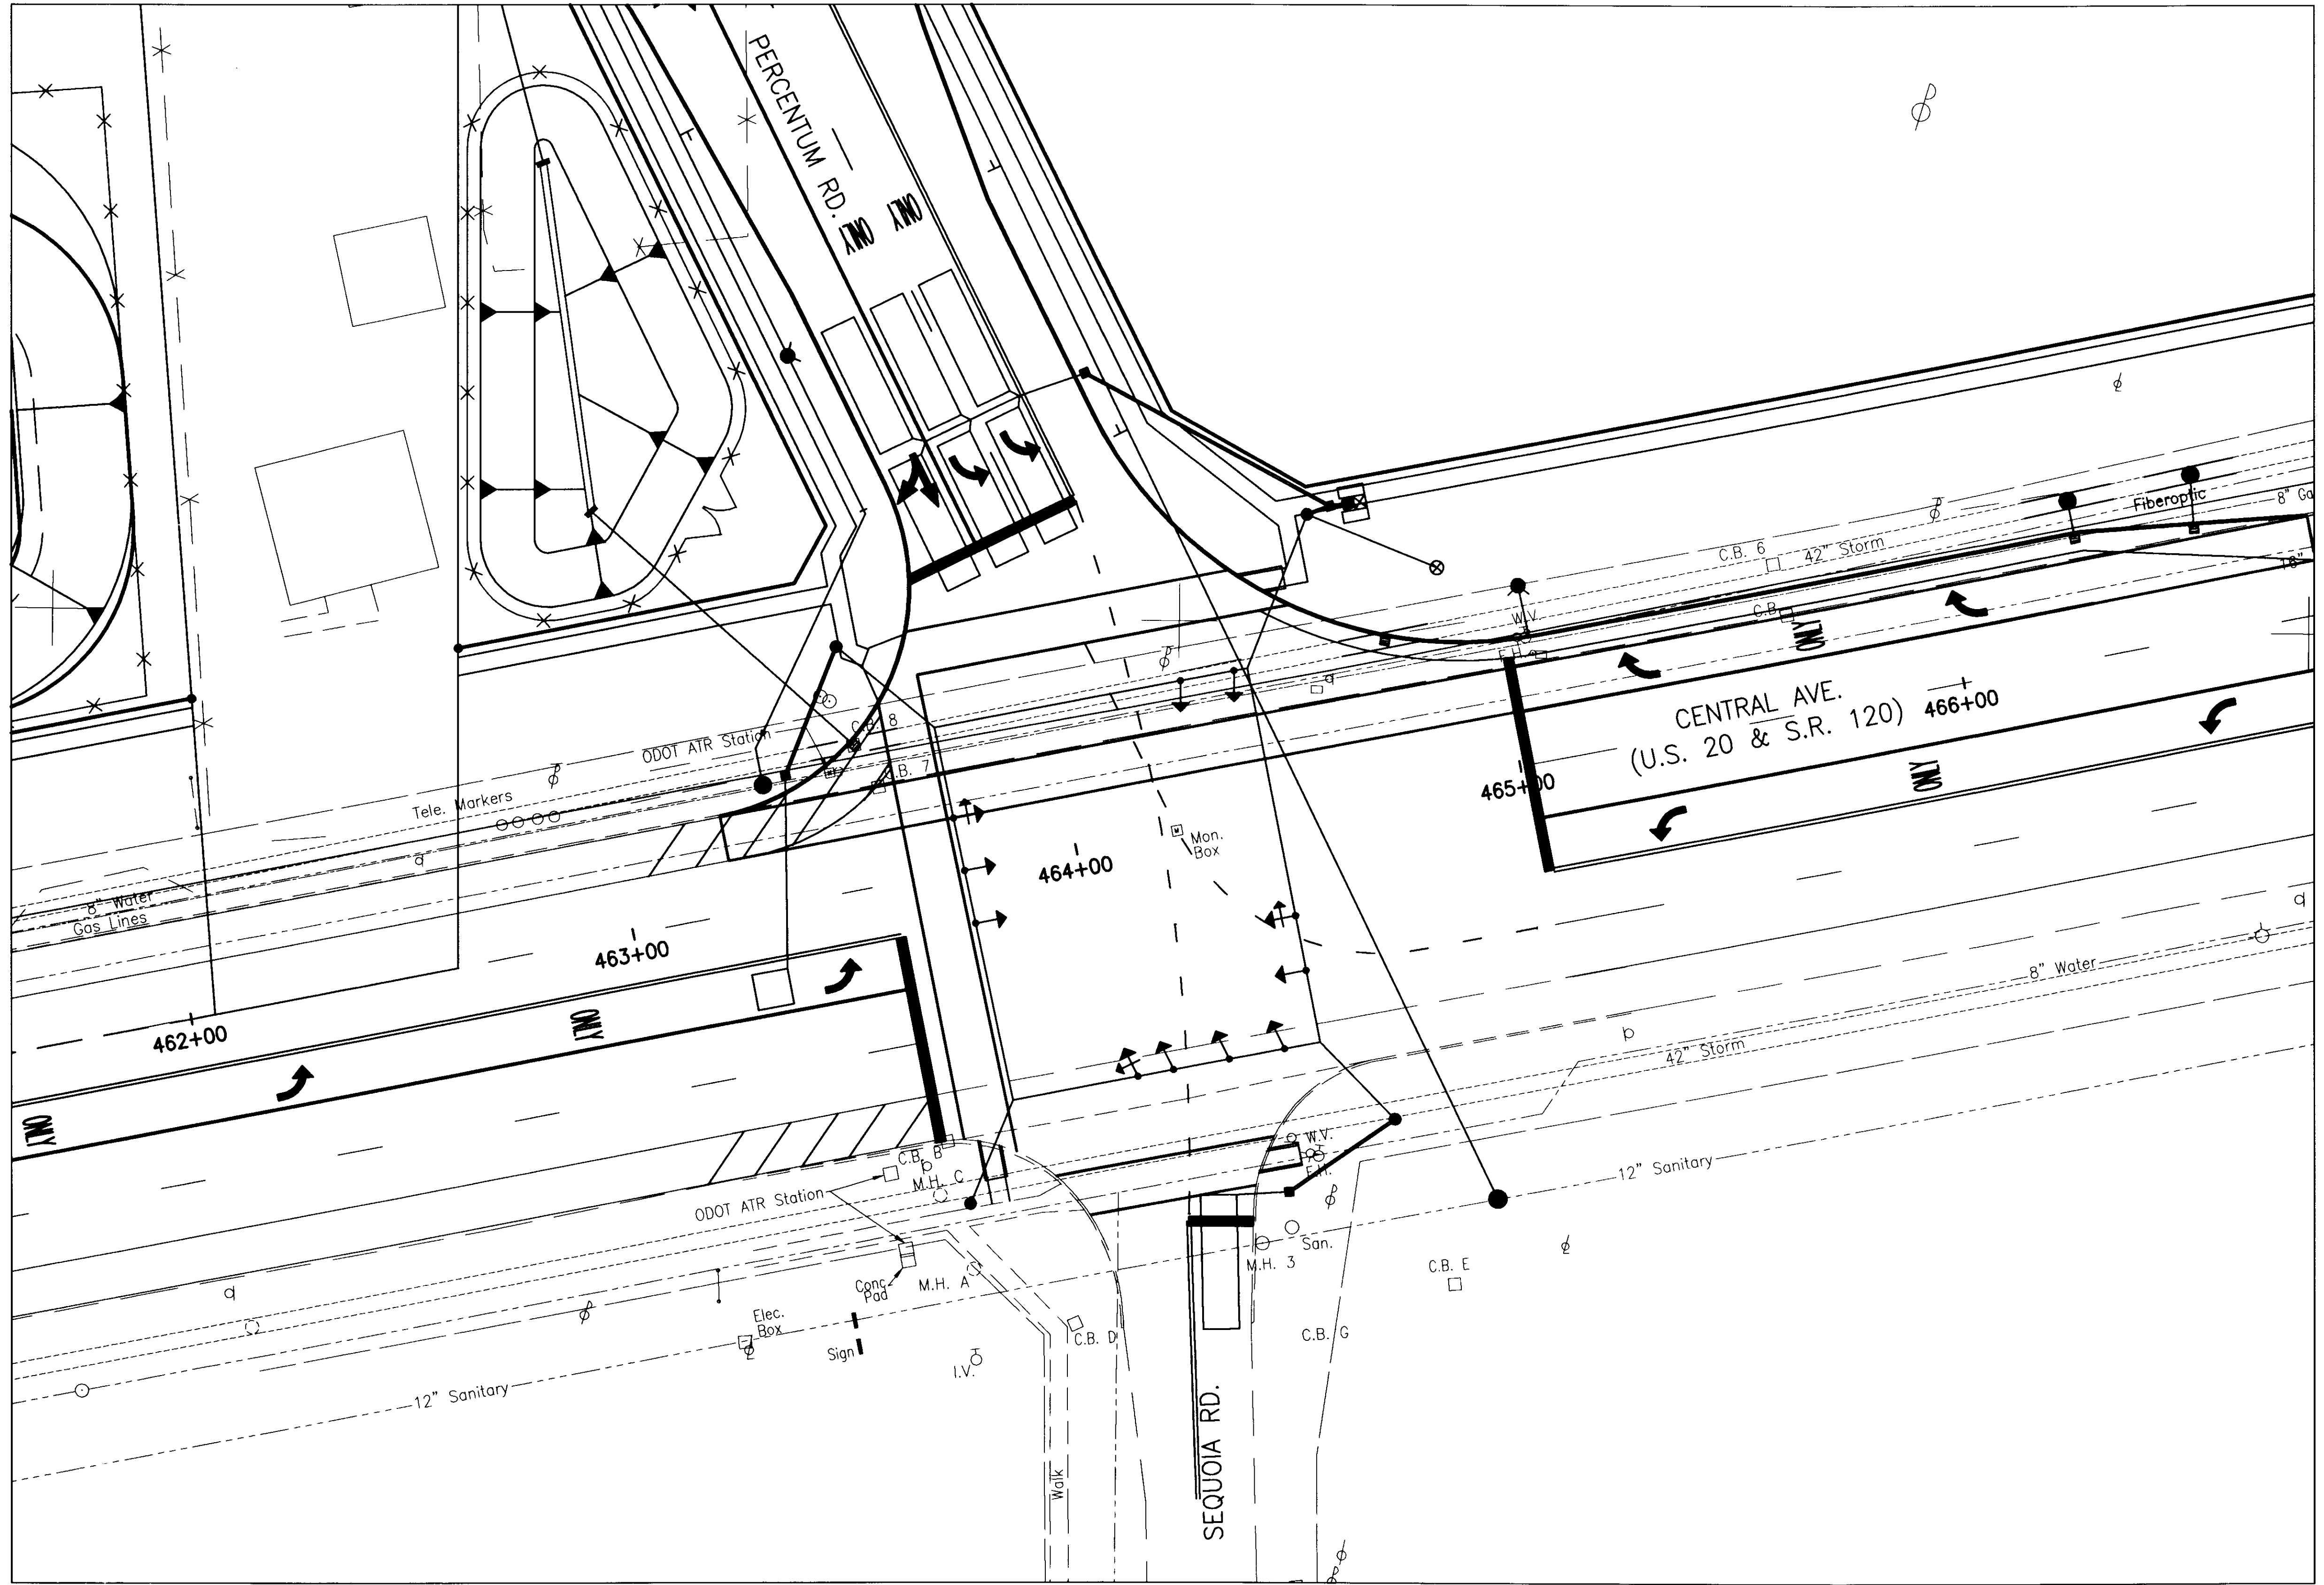 PERCENTUM RD.
ONLY
ONLY
C.B. 6
42" Storm
Fiberoptic
8" Ga
16"
W.V.
C.B.
F.H.
ONLY
CENTRAL AVE.
(U.S. 20 & S.R. 120)
466+00
465+00
ONLY
C.B. 8
ODOT ATR Station
C.B. 7
Tele. Markers
Mon.
Box
464+00
8" Water
Gas Lines
463+00
462+00
ONLY
ONLY
8" Water
42" Storm
12" Sanitary
W.V.
F.H.
C.B. B
M.H. C
ODOT ATR Station
San.
M.H. 3
C.B. E
Conc.
Pad
M.H. A
Elec.
Box
Sign
C.B. D
C.B. G
I.V.
12" Sanitary
Walk
SEQUOIA RD.